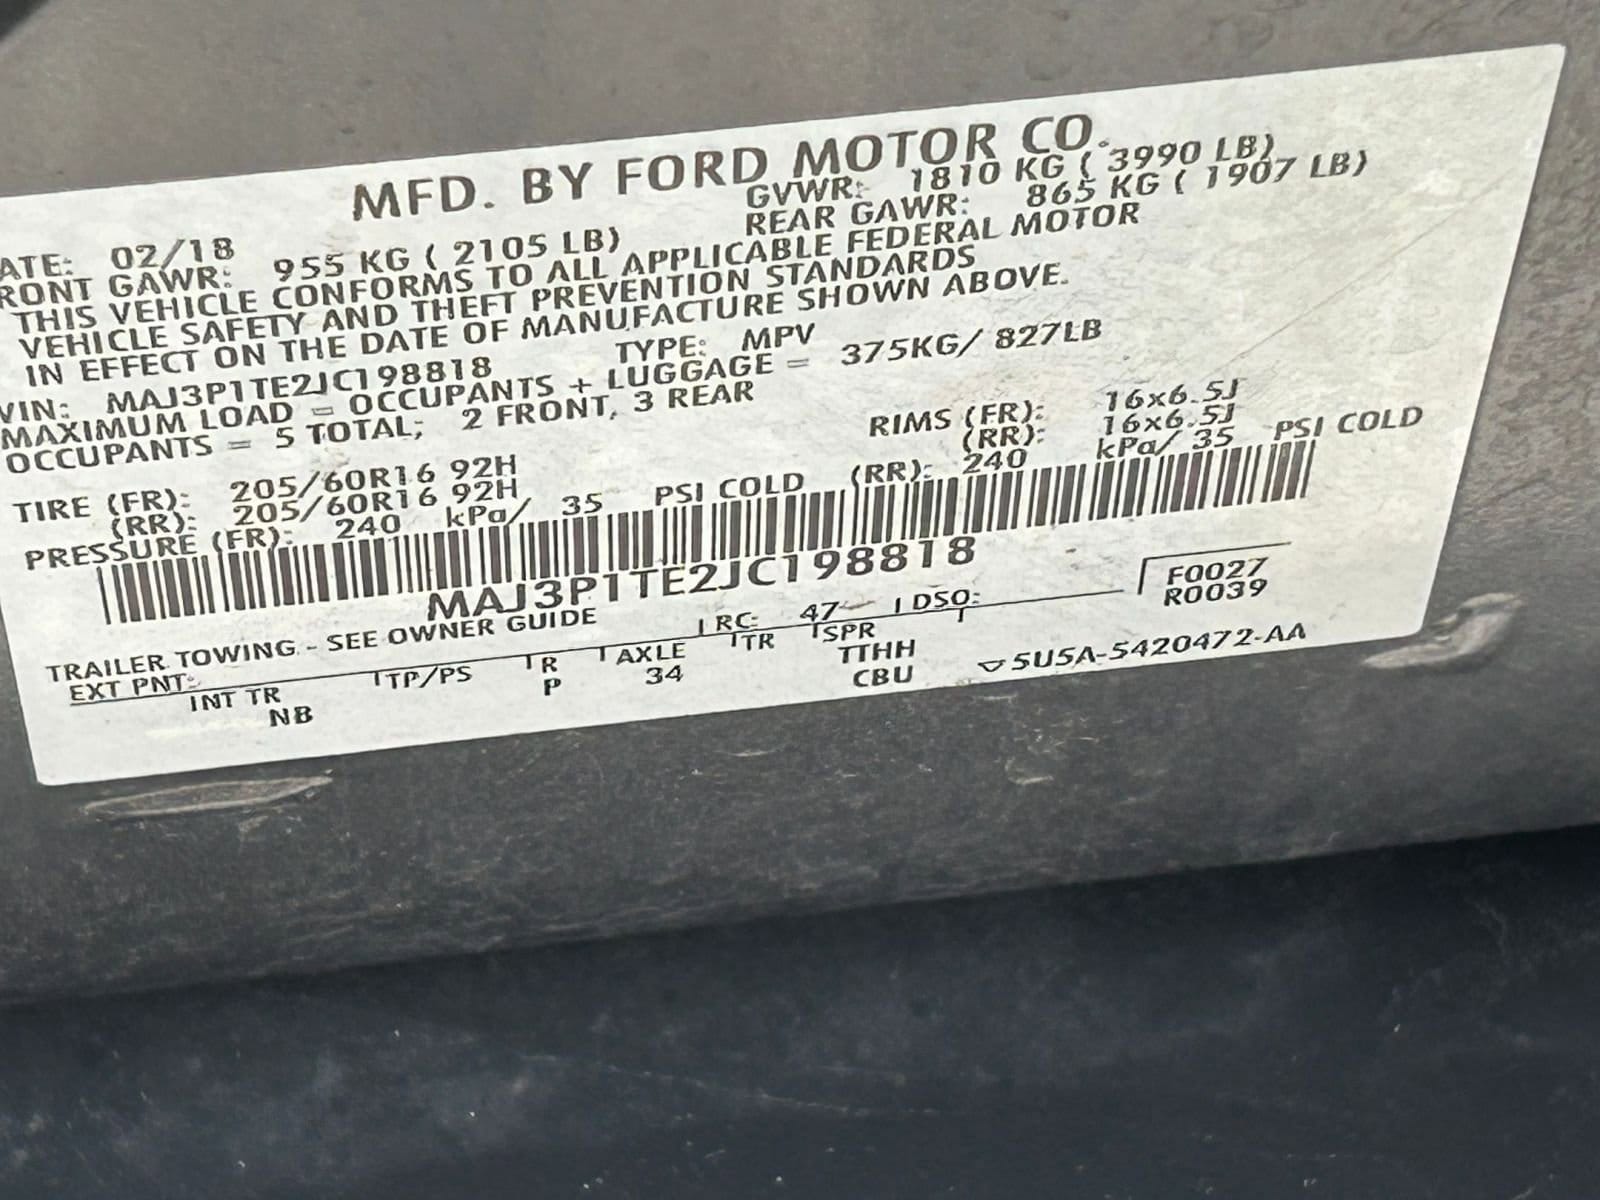 MFD. BY FORD MOTOR CO.
ATE: 02/18 GVWR: 1810 KG ( 3990 LB)
RONT GAWR: 955 KG ( 2105 LB) REAR GAWR: 865 KG ( 1907 LB)
THIS VEHICLE CONFORMS TO ALL APPLICABLE FEDERAL MOTOR
VEHICLE SAFETY AND THEFT PREVENTION STANDARDS
IN EFFECT ON THE DATE OF MANUFACTURE SHOWN ABOVE.
VIN: MAJ3P1TE2JC198818 TYPE: MPV
MAXIMUM LOAD = OCCUPANTS + LUGGAGE = 375KG/ 827LB
OCCUPANTS = 5 TOTAL; 2 FRONT, 3 REAR
TIRE (FR): 205/60R16 92H RIMS (FR): 16x6.5J
(RR): 205/60R16 92H (RR): 16x6.5J
PRESSURE (FR): 240 kPa/ 35 PSI COLD (RR): 240 kPa/ 35 PSI COLD
MAJ3P1TE2JC198818
TRAILER TOWING - SEE OWNER GUIDE
EXT PNT: RC: 47 DSO: F0027
R0039
INT TR TP/PS R AXLE TR SPR
NB P 34 TTHH
CBU 5U5A-5420472-AA